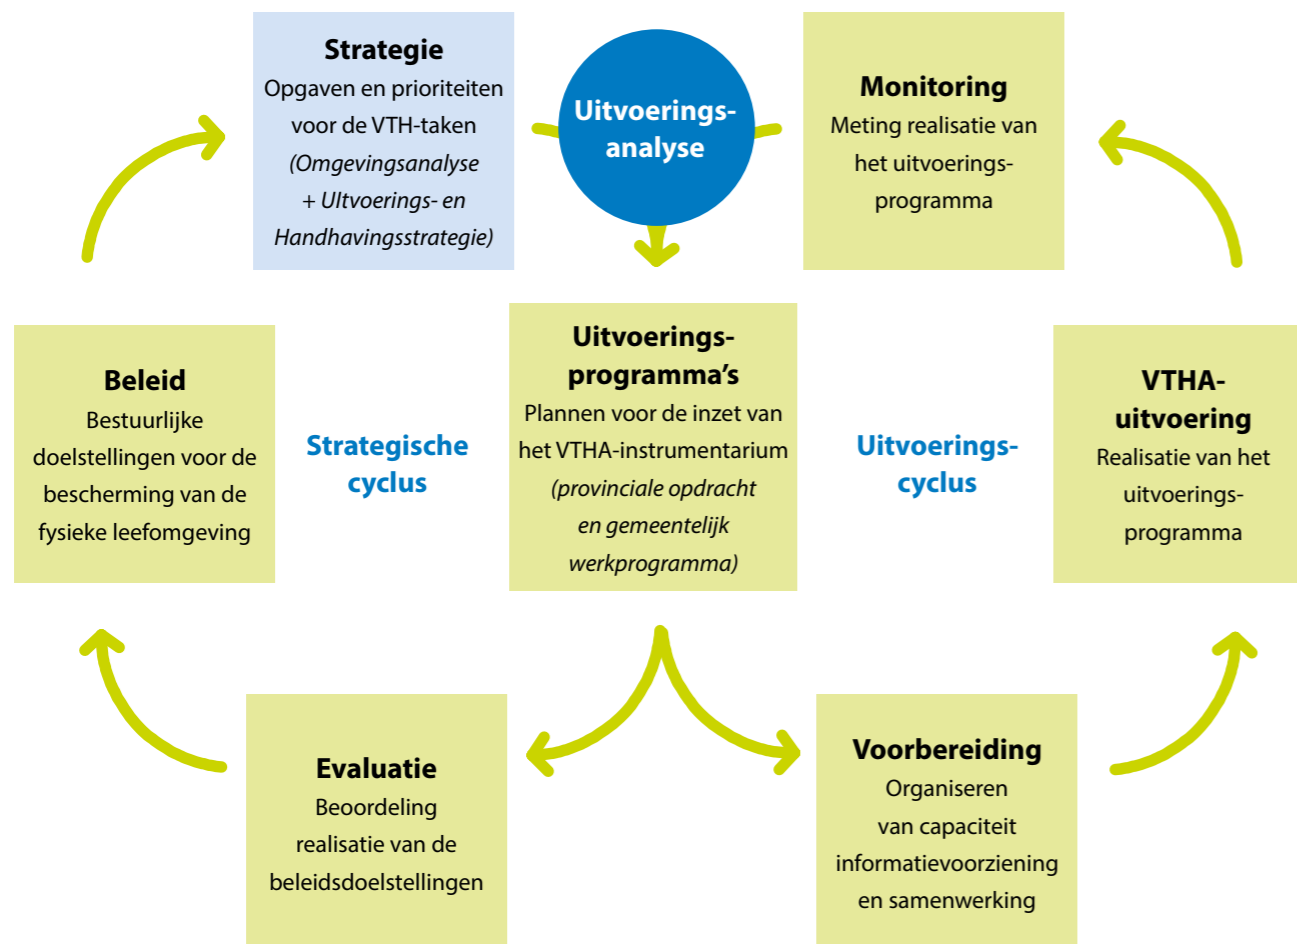 Strategie
Opgaven en prioriteiten
voor de VTH-taken
(Omgevingsanalyse
+ UItvoerings- en
Handhavingsstrategie)
Uitvoerings-
analyse
Monitoring
Meting realisatie van
het uitvoerings-
programma
Beleid
Bestuurlijke
doelstellingen voor de
bescherming van de
fysieke leefomgeving
Strategische
cyclus
Uitvoerings-
programma’s
Plannen voor de inzet van
het VTHA-instrumentarium
(provinciale opdracht
en gemeentelijk
werkprogramma)
Uitvoerings-
cyclus
VTHA-
uitvoering
Realisatie van het
uitvoerings-
programma
Evaluatie
Beoordeling
realisatie van de
beleidsdoelstellingen
Voorbereiding
Organiseren
van capaciteit
informatievoorziening
en samenwerking